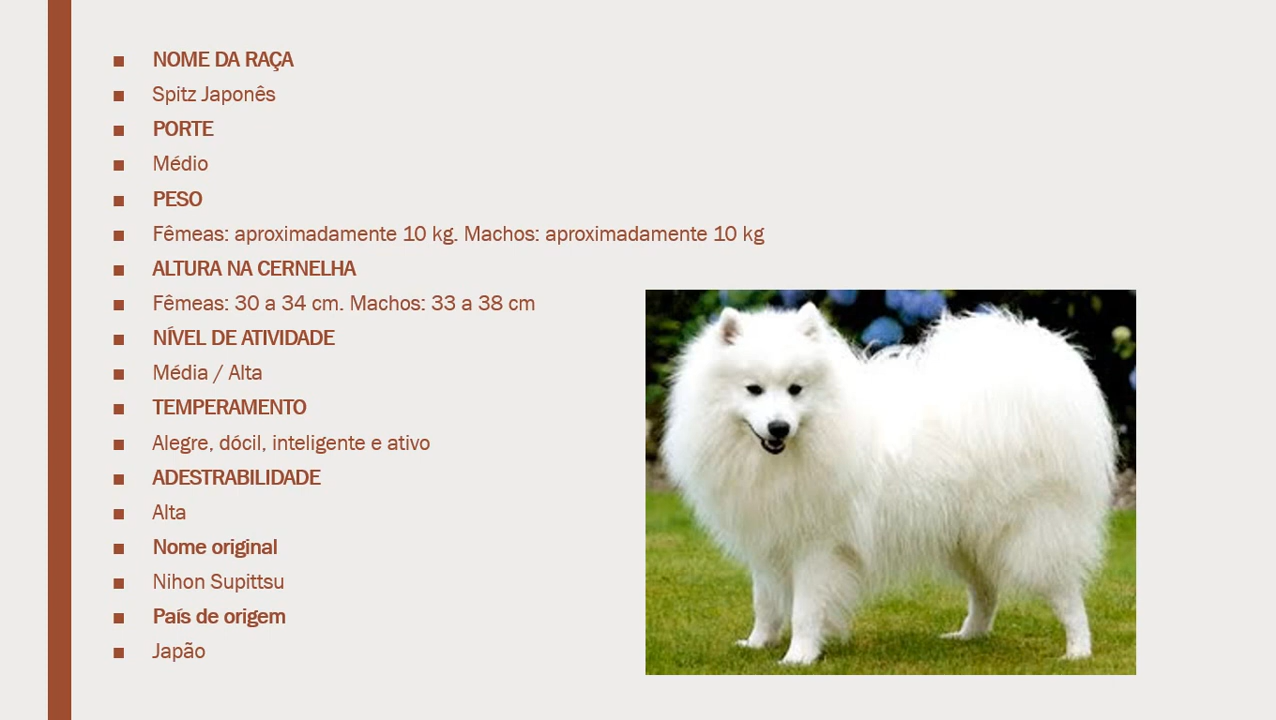 NOME DA RAÇA
Spitz Japonês
PORTE
Médio
PESO
Fêmeas: aproximadamente 10 kg. Machos: aproximadamente 10 kg
ALTURA NA CERNELHA
Fêmeas: 30 a 34 cm. Machos: 33 a 38 cm
NÍVEL DE ATIVIDADE
Média / Alta
TEMPERAMENTO
Alegre, dócil, inteligente e ativo
ADESTRABILIDADE
Alta
Nome original
Nihon Supittsu
País de origem
Japão